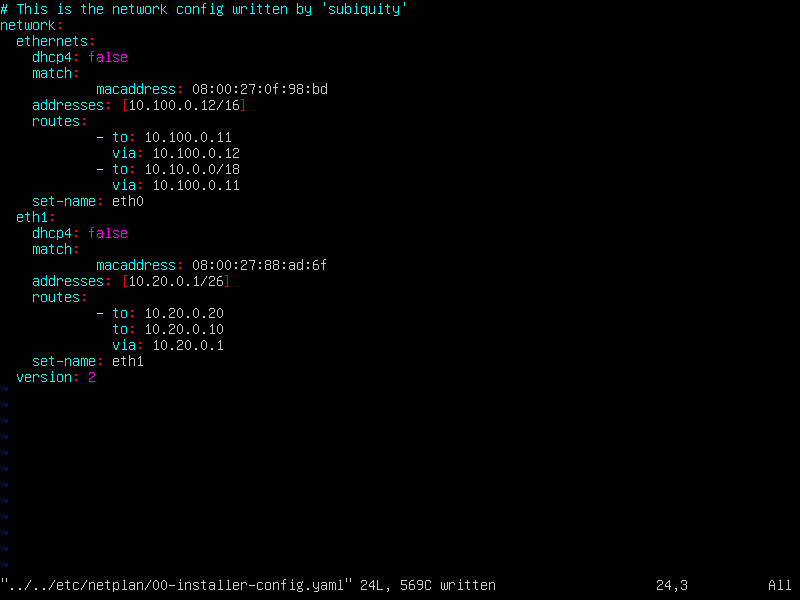 # This is the network config written by 'subiquity'
network:
  ethernets:
    dhcp4: false
    match:
            macaddress: 08:00:27:0f:98:bd
    addresses: [10.100.0.12/16]
    routes:
            - to: 10.100.0.11
              via: 10.100.0.12
            - to: 10.10.0.0/18
              via: 10.100.0.11
    set-name: eth0
  eth1:
    dhcp4: false
    match:
            macaddress: 08:00:27:88:ad:6f
    addresses: [10.20.0.1/26]
    routes:
            - to: 10.20.0.20
              to: 10.20.0.10
              via: 10.20.0.1
    set-name: eth1
  version: 2
~
~
~
~
~
~
~
~
~
~
~
~
"../../etc/netplan/00-installer-config.yaml" 24L, 569C written 24,3 All